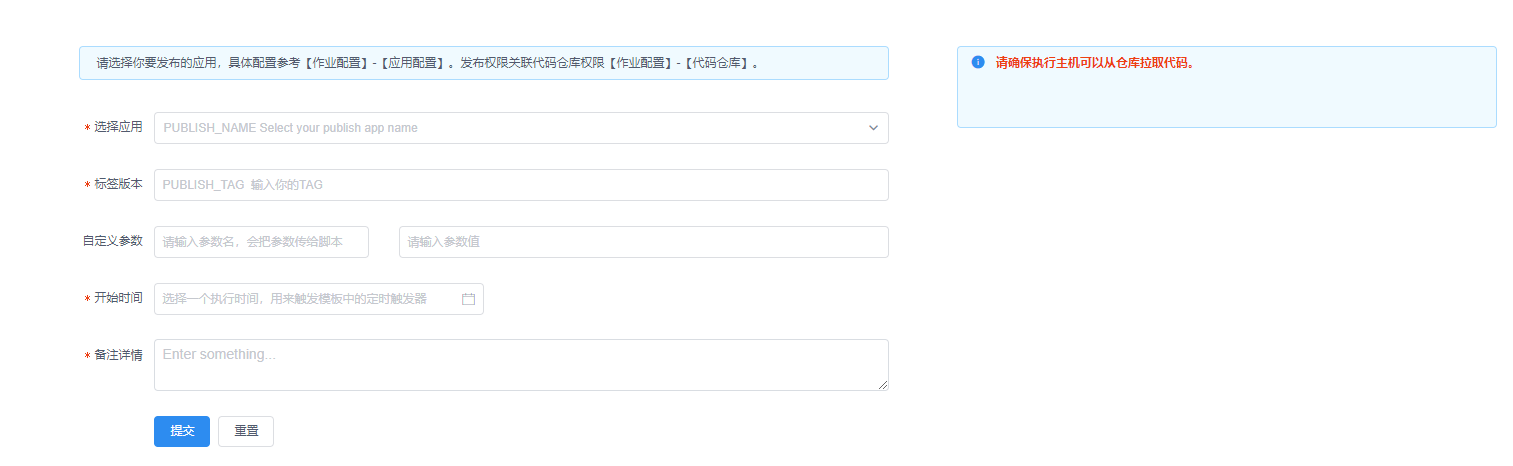 请选择你要发布的应用，具体配置参考【作业配置】-【应用配置】。发布权限关联代码仓库权限【作业配置】-【代码仓库】。
请确保执行主机可以从仓库拉取代码。
* 选择应用 PUBLISH_NAME Select your publish app name
* 标签版本 PUBLISH_TAG 输入你的TAG
自定义参数 请输入参数名，会把参数传给脚本 请输入参数值
* 开始时间 选择一个执行时间，用来触发模板中的定时触发器
* 备注详情 Enter something...
提交 重置